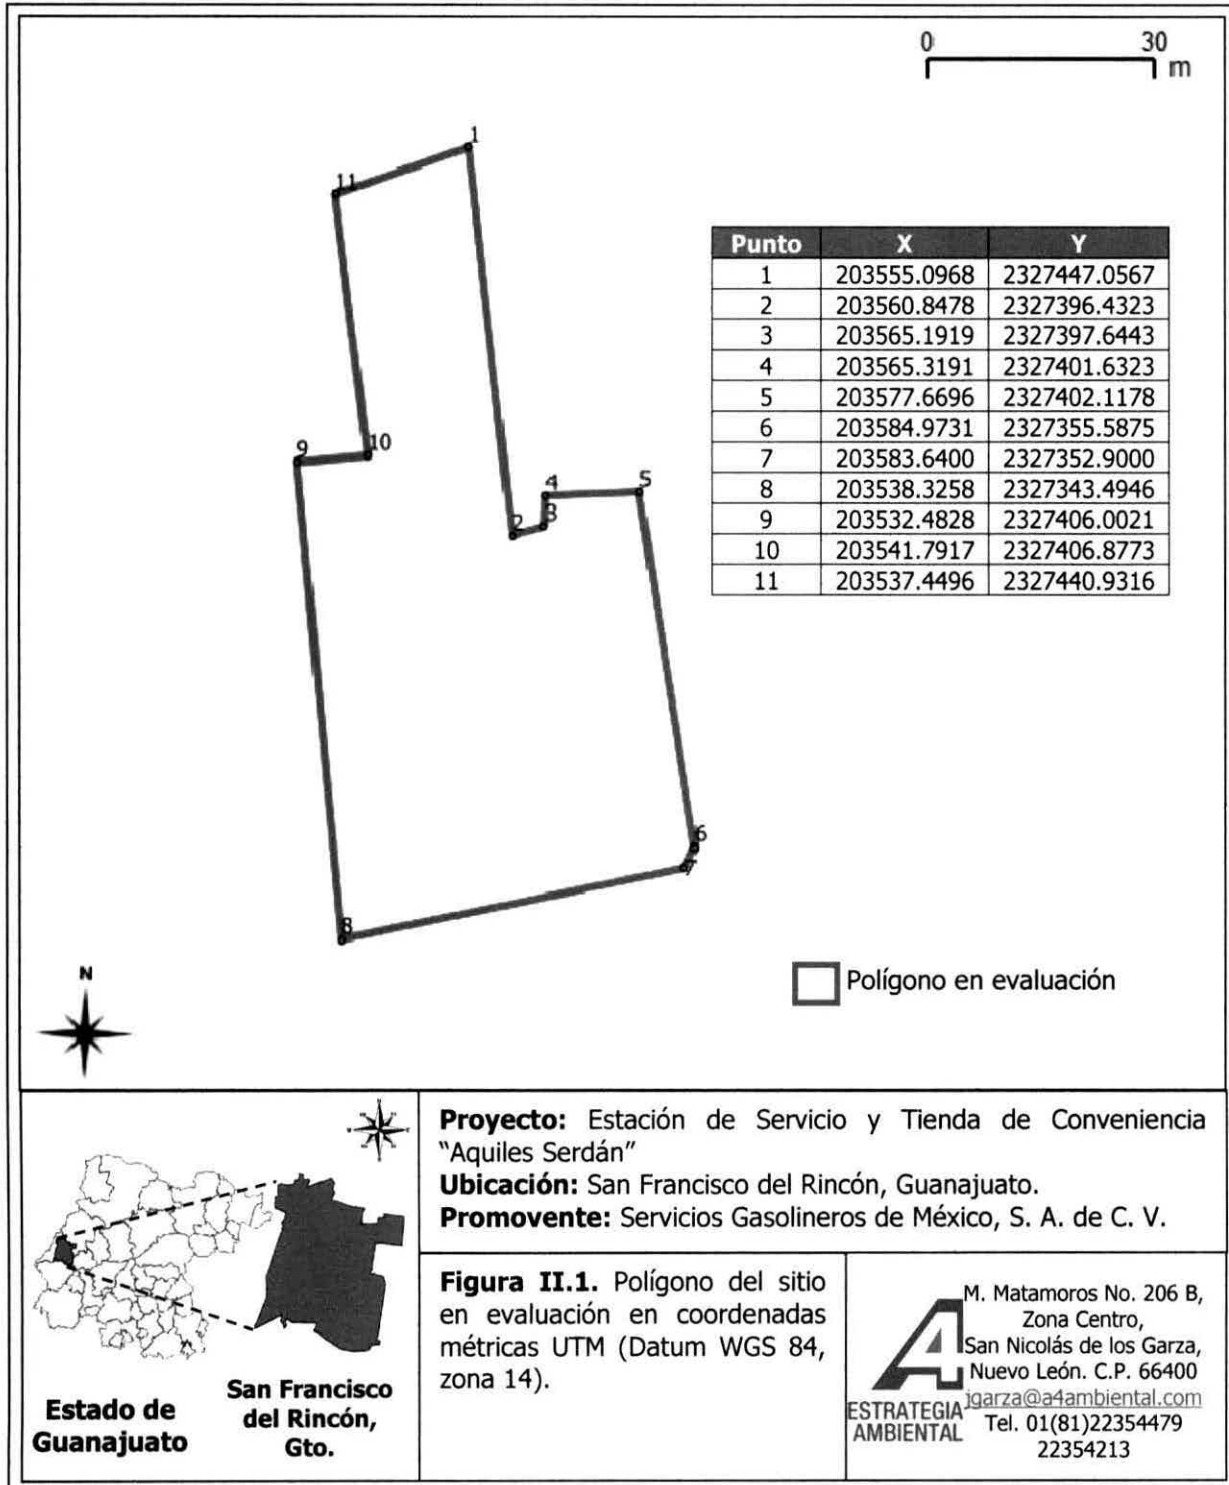 0 30
m
1
11
10
9
4
5
3
2
6
7
8
Punto X Y
1 203555.0968 2327447.0567
2 203560.8478 2327396.4323
3 203565.1919 2327397.6443
4 203565.3191 2327401.6323
5 203577.6696 2327402.1178
6 203584.9731 2327355.5875
7 203583.6400 2327352.9000
8 203538.3258 2327343.4946
9 203532.4828 2327406.0021
10 203541.7917 2327406.8773
11 203537.4496 2327440.9316
Polígono en evaluación
N
Estado de
Guanajuato
San Francisco
del Rincón,
Gto.
Proyecto: Estación de Servicio y Tienda de Conveniencia
“Aquiles Serdán”
Ubicación: San Francisco del Rincón, Guanajuato.
Promovente: Servicios Gasolineros de México, S. A. de C. V.
Figura II.1. Polígono del sitio
en evaluación en coordenadas
métricas UTM (Datum WGS 84,
zona 14).
A
ESTRATEGIA
AMBIENTAL
M. Matamoros No. 206 B,
Zona Centro,
San Nicolás de los Garza,
Nuevo León. C.P. 66400
jgarza@a4ambiental.com
Tel. 01(81)22354479
22354213